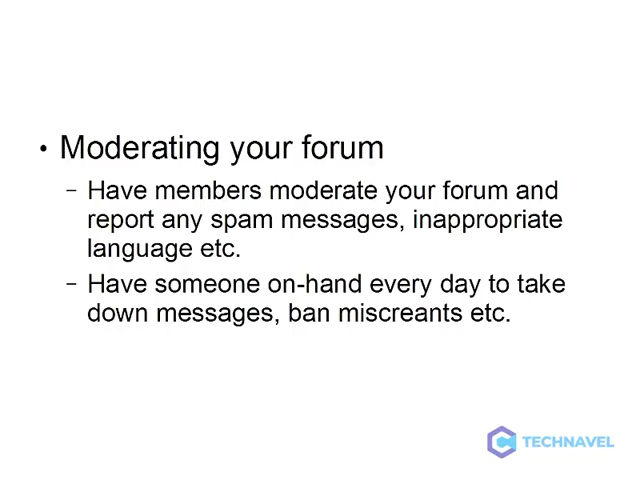 • Moderating your forum
– Have members moderate your forum and
report any spam messages, inappropriate
language etc.
– Have someone on-hand every day to take
down messages, ban miscreants etc.
TECHNAVEL